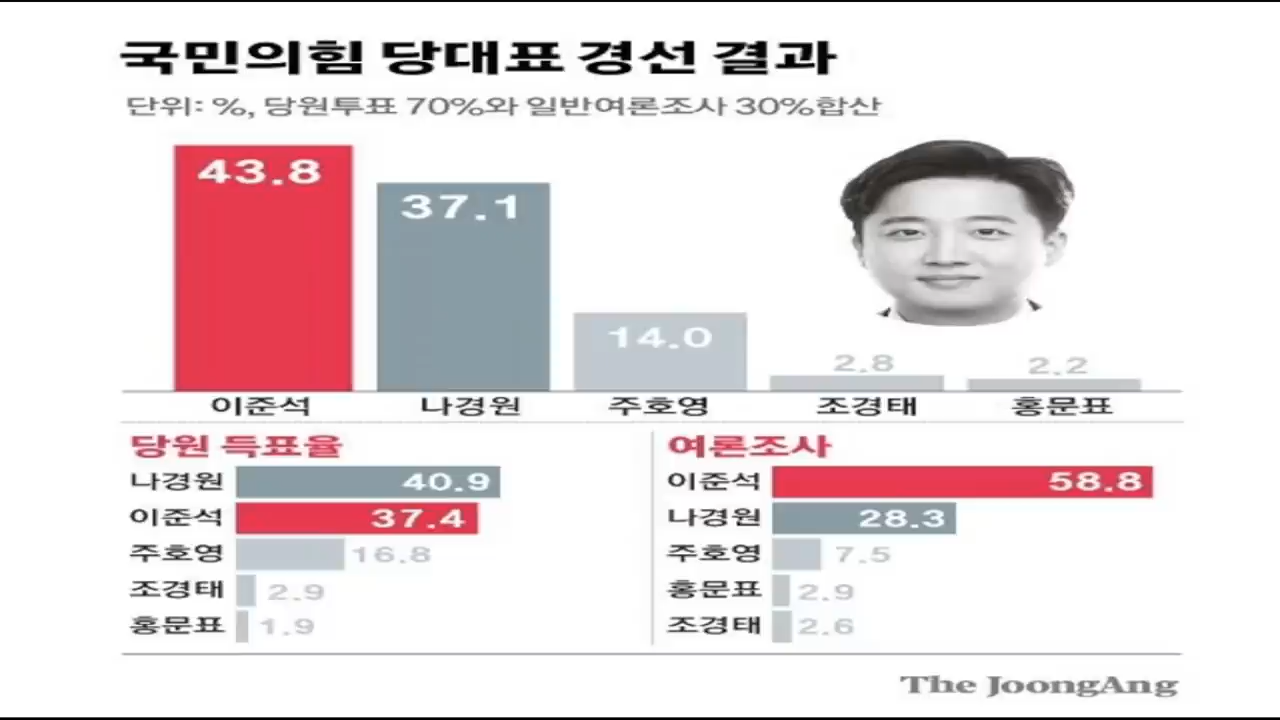 국민의힘 당대표 경선 결과
단위: %, 당원투표 70%와 일반여론조사 30%합산
43.8
37.1
14.0
2.8
2.2
이준석
나경원
주호영
조경태
홍문표
당원 득표율
나경원 40.9
이준석 37.4
주호영 16.8
조경태 2.9
홍문표 1.9
여론조사
이준석 58.8
나경원 28.3
주호영 7.5
홍문표 2.9
조경태 2.6
The JoongAng